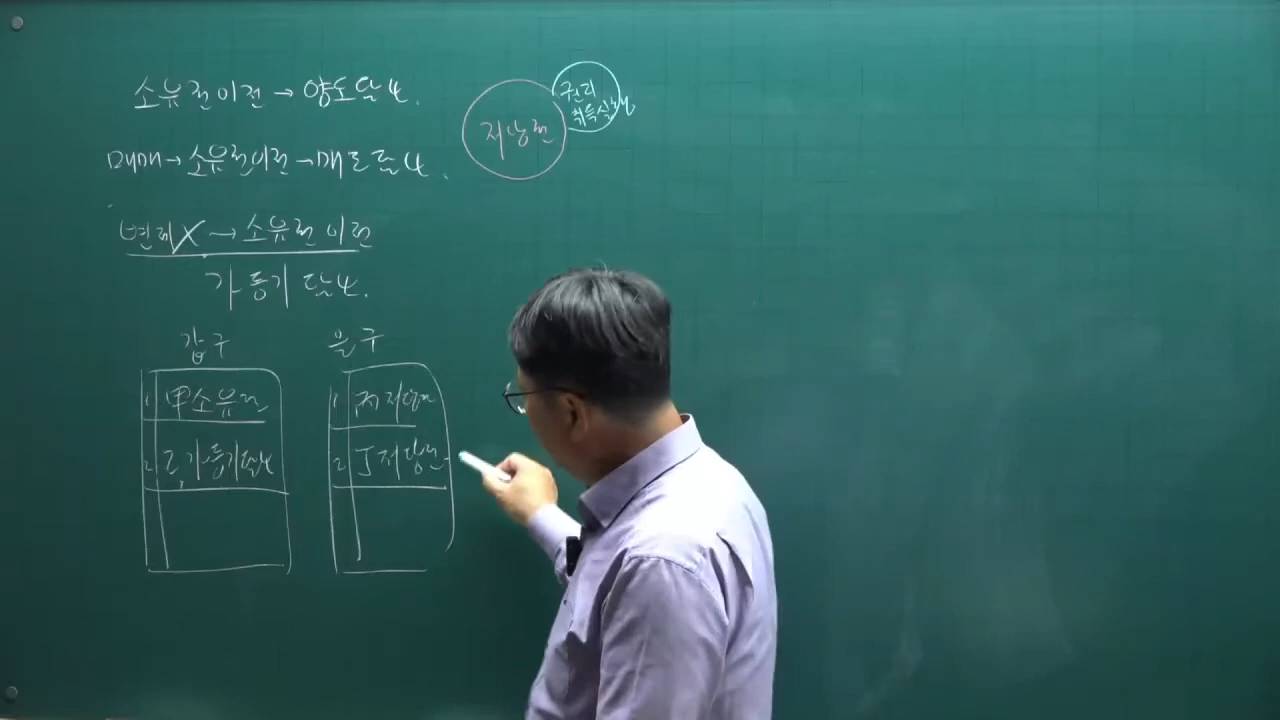 소유권이전 → 양도담보.
저당권
권리
취득실행
매매 → 소유권이전 → 매도담보.
변제X → 소유권 이전
가등기 담보.
갑구
을구
1 甲 소유권
2 乙, 가등기담보
1 丙 저당권
2 丁 저당권